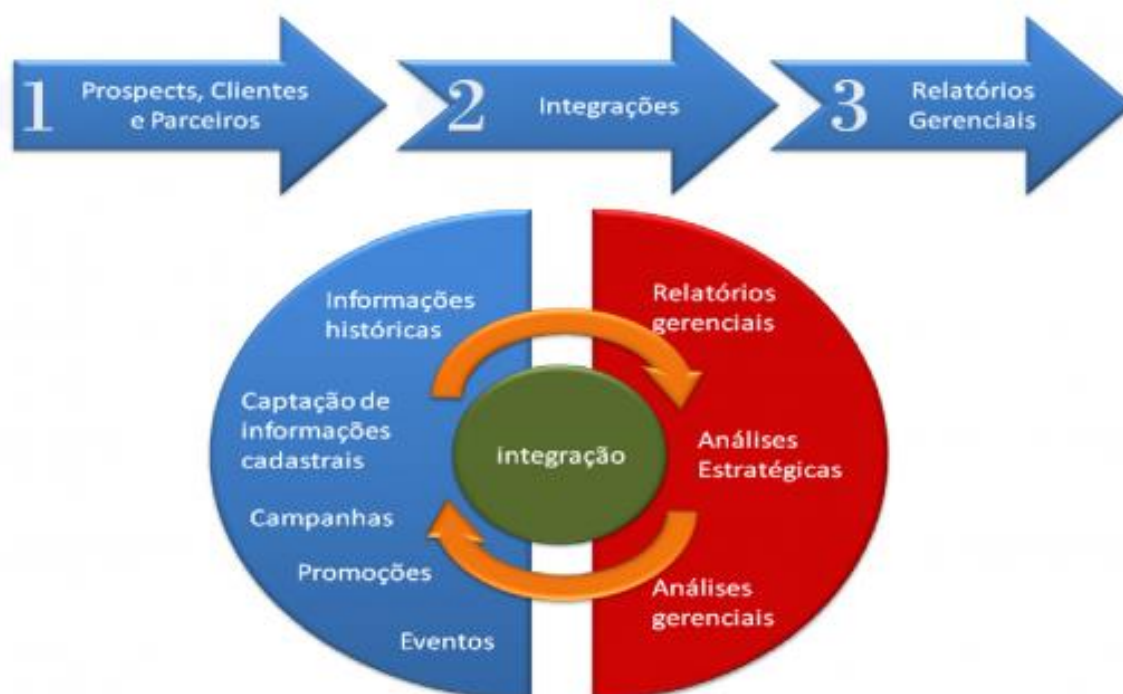 1
Prospects, Clientes
e Parceiros
2
Integrações
3
Relatórios
Gerenciais
Informações
históricas
Captação de
informações
cadastrais
Campanhas
Promoções
Eventos
integração
Relatórios
gerenciais
Análises
Estratégicas
Análises
gerenciais